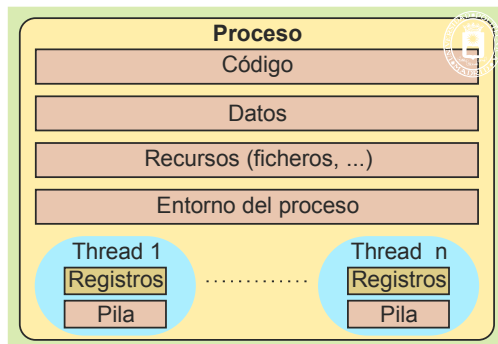 Proceso
Código
Datos
Recursos (ficheros, ...)
Entorno del proceso
Thread 1 Thread n
Registros ............. Registros
Pila Pila